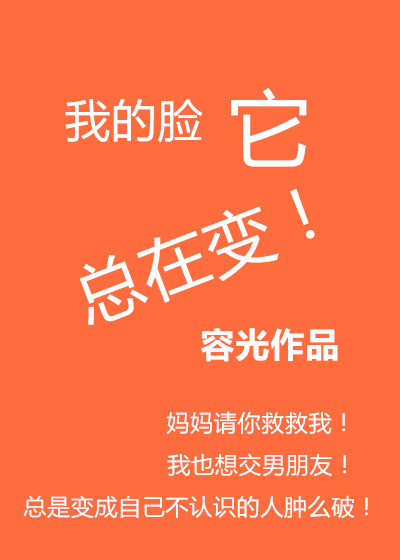 我的脸它
总在变！
容光作品
妈妈请你救救我！
我也想交男朋友！
总是变成自己不认识的人肿么破！